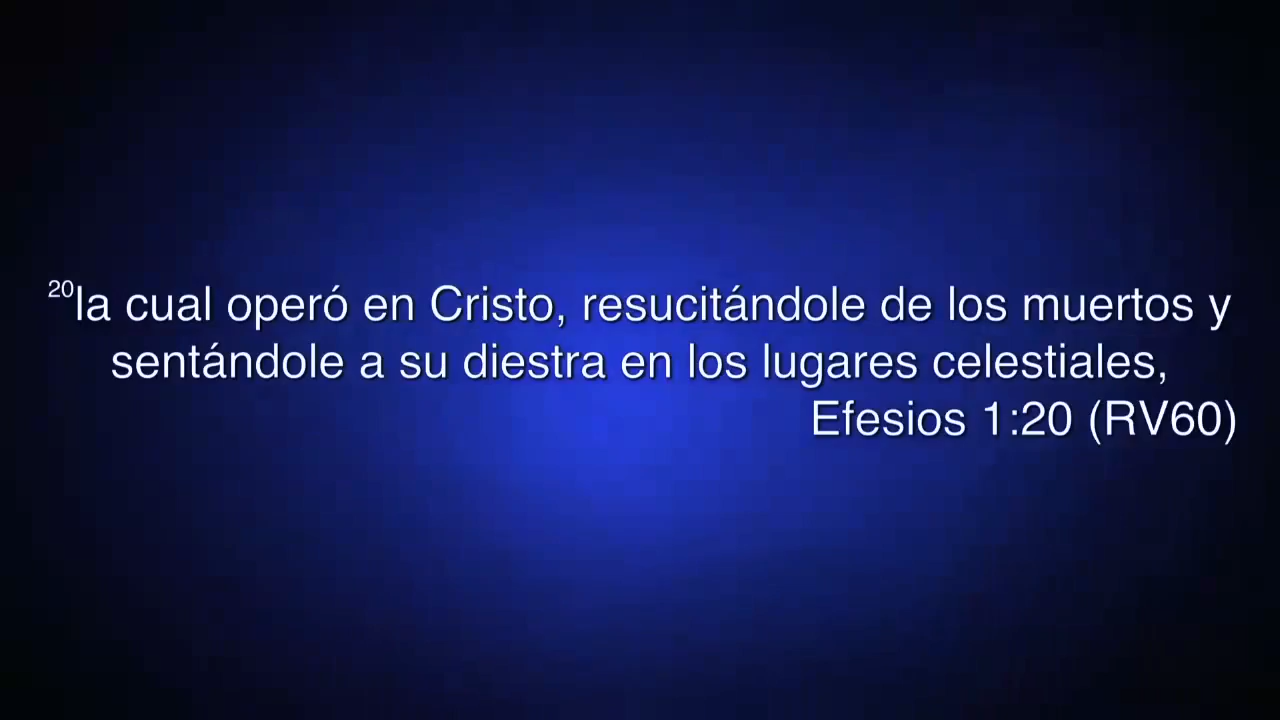 20la cual operó en Cristo, resucitándole de los muertos y
sentándole a su diestra en los lugares celestiales,
Efesios 1:20 (RV60)